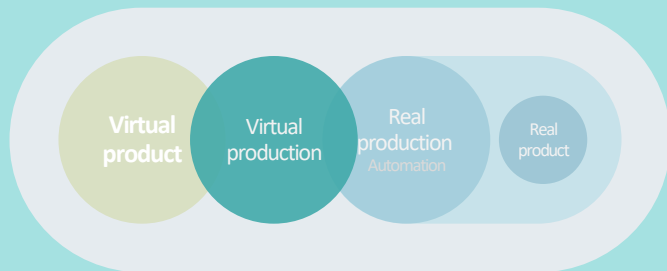 Virtual
product
Virtual
production
Real
production
Automation
Real
product